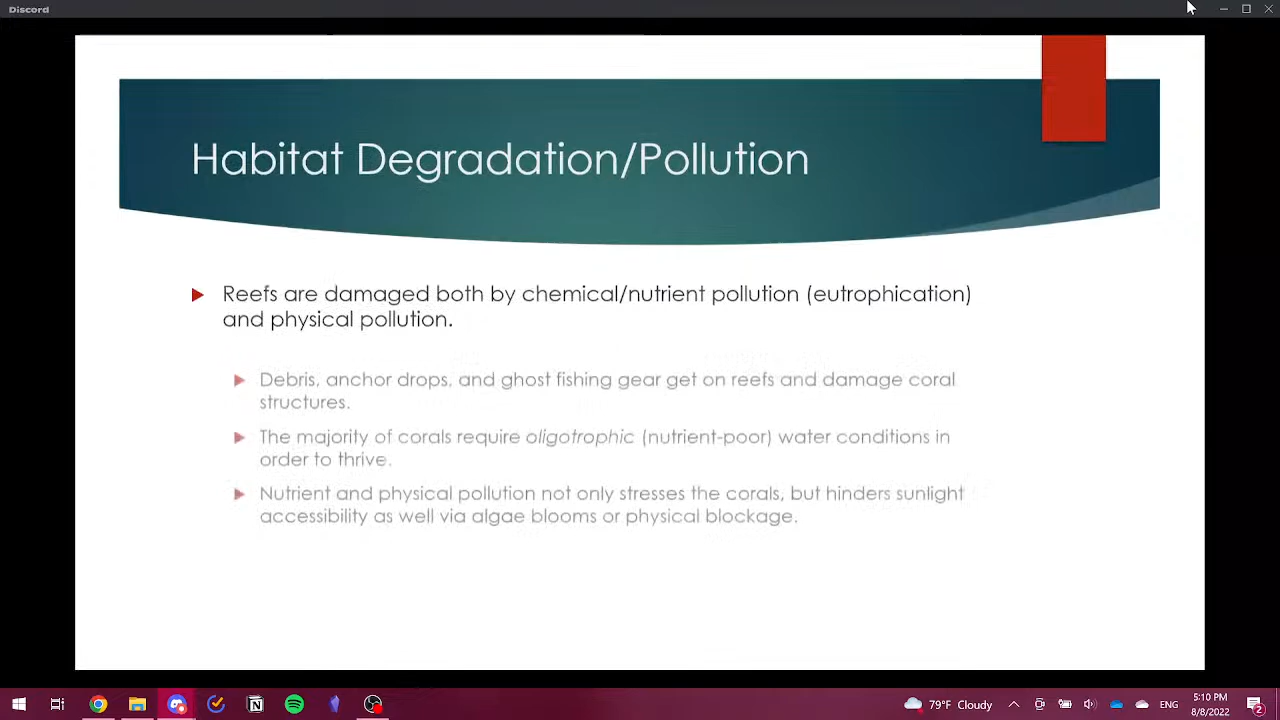 Discord
Habitat Degradation/Pollution
Reefs are damaged both by chemical/nutrient pollution (eutrophication)
and physical pollution.
Debris, anchor drops, and ghost fishing gear get on reefs and damage coral
structures.
The majority of corals require oligotrophic (nutrient-poor) water conditions in
order to thrive.
Nutrient and physical pollution not only stresses the corals, but hinders sunlight
accessibility as well via algae blooms or physical blockage.
79°F Cloudy
5:10 PM
8/8/2022
2